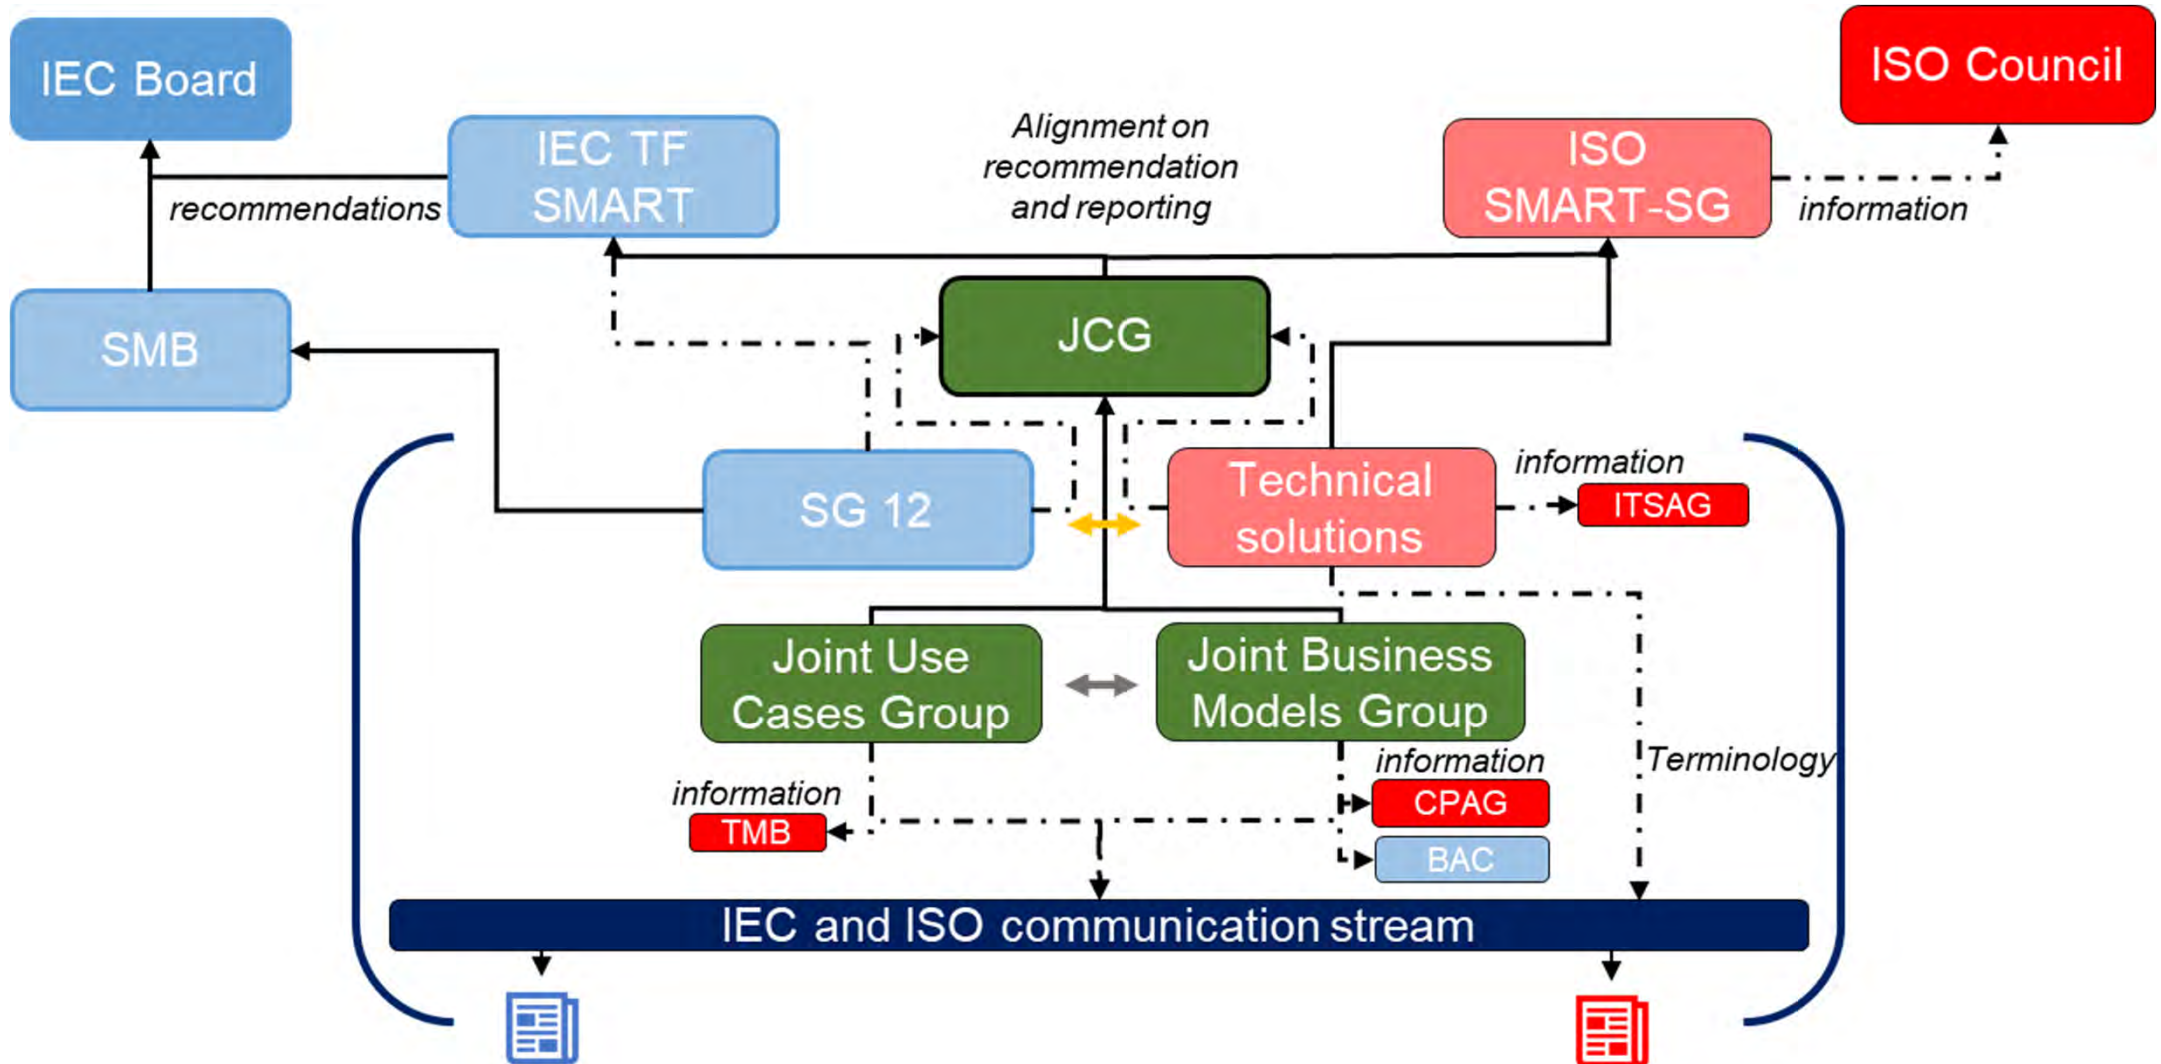 IEC Board
ISO Council
IEC TF
SMART
Alignment on
recommendation
and reporting
ISO
SMART-SG
recommendations
information
SMB
JCG
SG 12
Technical
solutions
information
ITSAG
Joint Use
Cases Group
Joint Business
Models Group
information
TMB
information
CPAG
BAC
Terminology
IEC and ISO communication stream